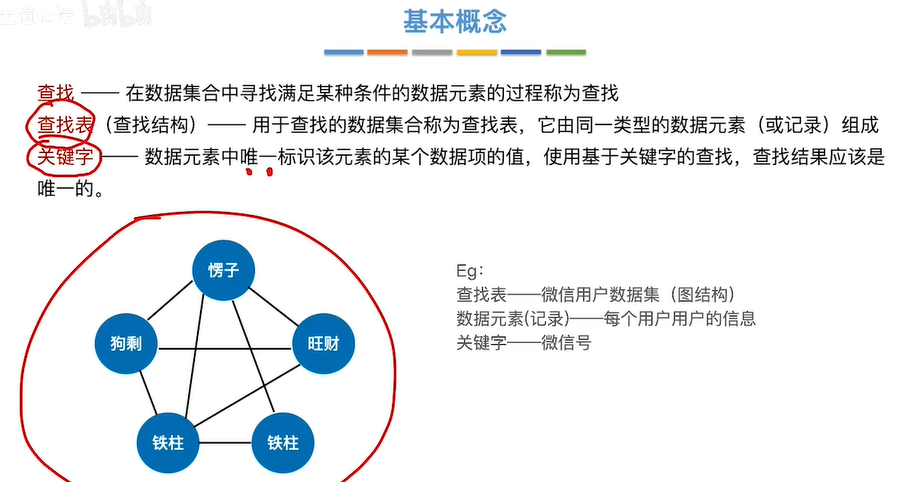 基本概念
查找 —— 在数据集合中寻找满足某种条件的数据元素的过程称为查找
查找表（查找结构）—— 用于查找的数据集合称为查找表，它由同一类型的数据元素（或记录）组成
关键字 —— 数据元素中唯一标识该元素的某个数据项的值，使用基于关键字的查找，查找结果应该是
唯一的。
愣子
狗剩
旺财
铁柱
铁柱
Eg：
查找表——微信用户数据集（图结构）
数据元素(记录)——每个用户用户的信息
关键字——微信号